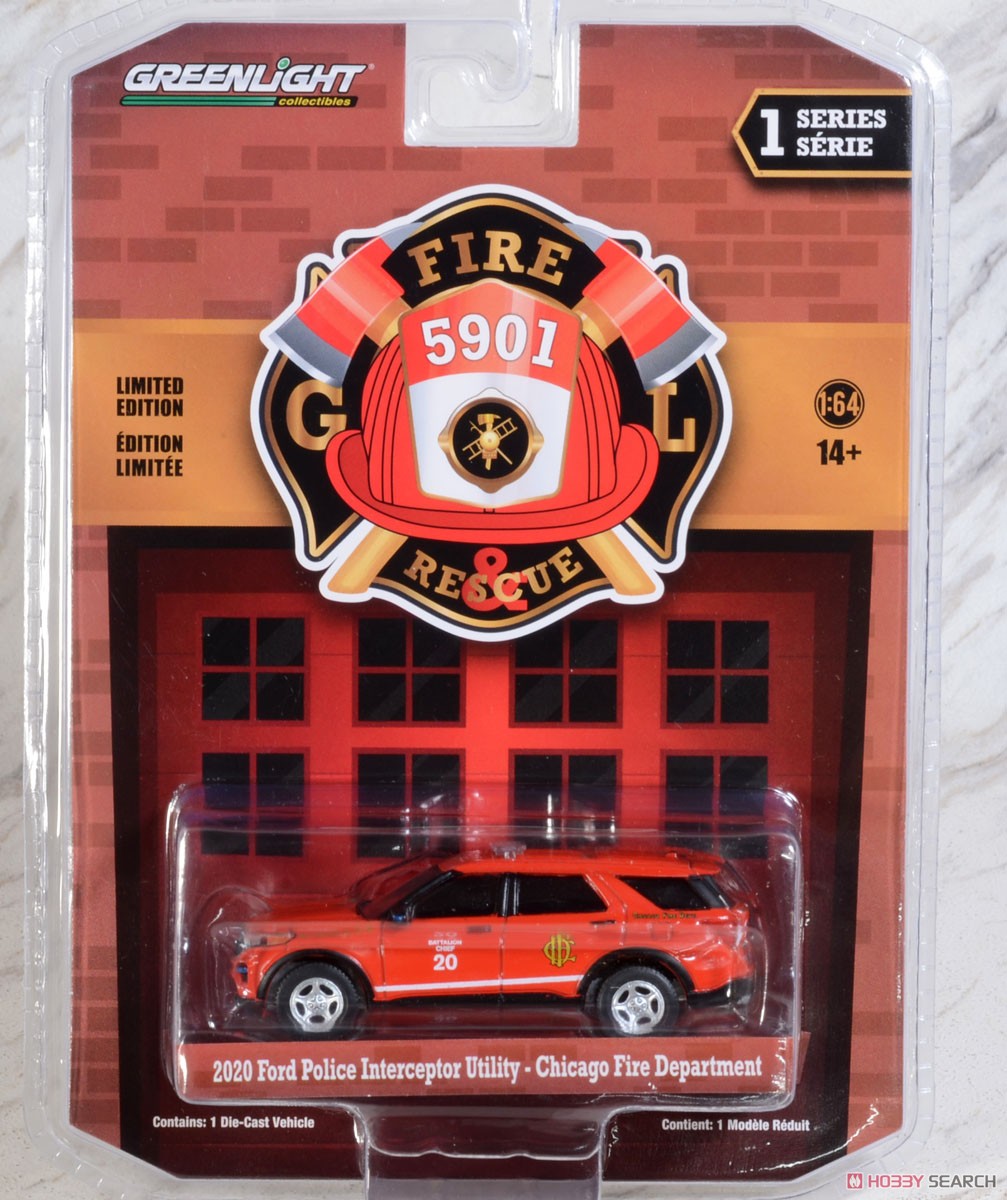 GREENLiGHT
collectibles
1 SERIES
SÉRIE
FIRE
5901
G L
&
RESCUE
LIMITED
EDITION
ÉDITION
LIMITÉE
1:64
14+
BATTALION
CHIEF
20
2020 Ford Police Interceptor Utility - Chicago Fire Department
Contains: 1 Die-Cast Vehicle
Contient: 1 Modèle Réduit
HOBBY SEARCH